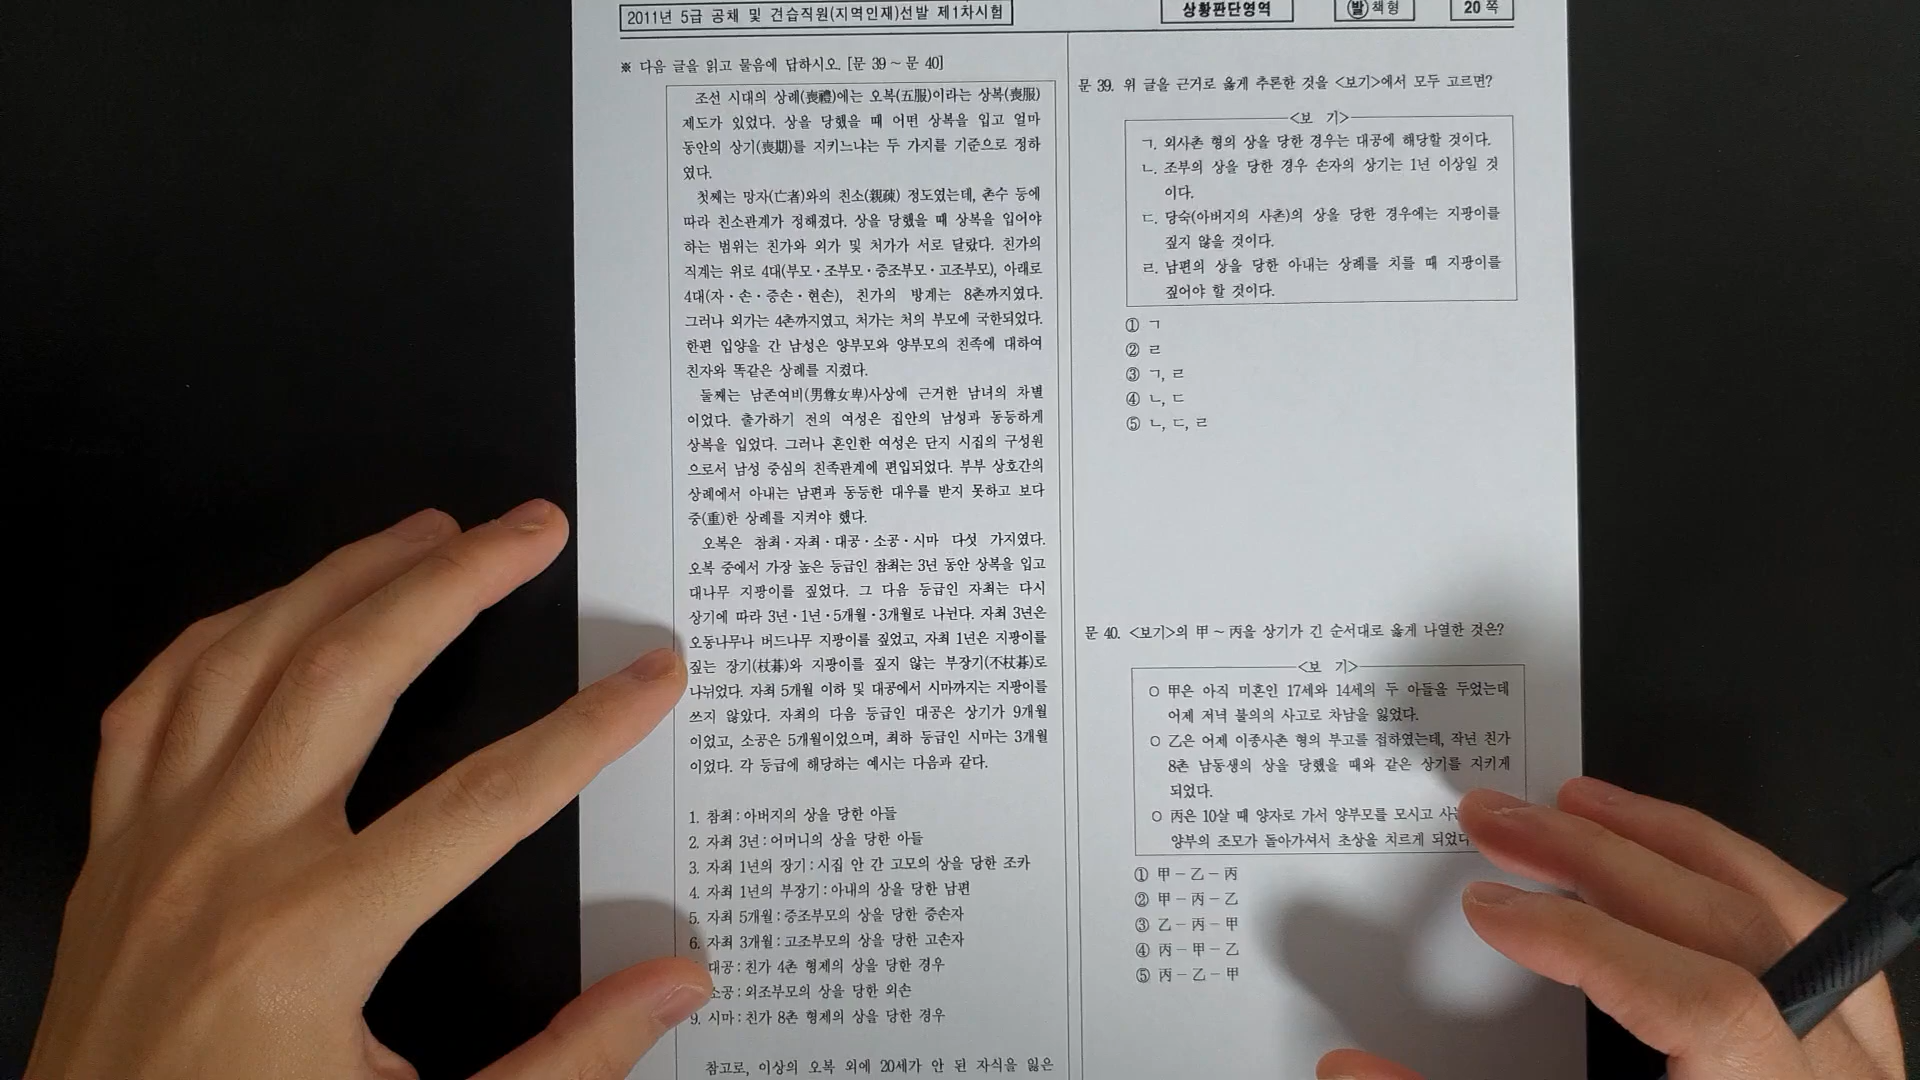 2011년 5급 공채 및 견습직원(지역인재)선발 제1차시험
상황판단영역
발 책형
20 쪽
※ 다음 글을 읽고 물음에 답하시오. [문 39 ~ 문 40]
조선 시대의 상례(喪禮)에는 오복(五服)이라는 상복(喪服)
제도가 있었다. 상을 당했을 때 어떤 상복을 입고 얼마
동안의 상기(喪期)를 지키느냐는 두 가지를 기준으로 정하
였다.
첫째는 망자(亡者)와의 친소(親疎) 정도였는데, 촌수 등에
따라 친소관계가 정해졌다. 상을 당했을 때 상복을 입어야
하는 범위는 친가와 외가 및 처가가 서로 달랐다. 친가의
직계는 위로 4대(부모·조부모·증조부모·고조부모), 아래로
4대(자·손·증손·현손), 친가의 방계는 8촌까지였다.
그러나 외가는 4촌까지였고, 처가는 처의 부모에 국한되었다.
한편 입양을 간 남성은 양부모와 양부모의 친족에 대하여
친자와 똑같은 상례를 지켰다.
둘째는 남존여비(男尊女卑)사상에 근거한 남녀의 차별
이었다. 출가하기 전의 여성은 집안의 남성과 동등하게
상복을 입었다. 그러나 혼인한 여성은 단지 시집의 구성원
으로서 남성 중심의 친족관계에 편입되었다. 부부 상호간의
상례에서 아내는 남편과 동등한 대우를 받지 못하고 보다
중(重)한 상례를 지켜야 했다.
오복은 참최·자최·대공·소공·시마 다섯 가지였다.
오복 중에서 가장 높은 등급인 참최는 3년 동안 상복을 입고
대나무 지팡이를 짚었다. 그 다음 등급인 자최는 다시
상기에 따라 3년·1년·5개월·3개월로 나뉜다. 자최 3년은
오동나무나 버드나무 지팡이를 짚었고, 자최 1년은 지팡이를
짚는 장기(杖朞)와 지팡이를 짚지 않는 부장기(不杖朞)로
나뉘었다. 자최 5개월 이하 및 대공에서 시마까지는 지팡이를
쓰지 않았다. 자최의 다음 등급인 대공은 상기가 9개월
이었고, 소공은 5개월이었으며, 최하 등급인 시마는 3개월
이었다. 각 등급에 해당하는 예시는 다음과 같다.
1. 참최 : 아버지의 상을 당한 아들
2. 자최 3년 : 어머니의 상을 당한 아들
3. 자최 1년의 장기 : 시집 안 간 고모의 상을 당한 조카
4. 자최 1년의 부장기 : 아내의 상을 당한 남편
5. 자최 5개월 : 증조부모의 상을 당한 증손자
6. 자최 3개월 : 고조부모의 상을 당한 고손자
대공 : 친가 4촌 형제의 상을 당한 경우
소공 : 외조부모의 상을 당한 외손
9. 시마 : 친가 8촌 형제의 상을 당한 경우
참고로, 이상의 오복 외에 20세가 안 된 자식을 잃은
문 39. 위 글을 근거로 옳게 추론한 것을 <보기>에서 모두 고르면?
<보 기>
ㄱ. 외사촌 형의 상을 당한 경우는 대공에 해당할 것이다.
ㄴ. 조부의 상을 당한 경우 손자의 상기는 1년 이상일 것
이다.
ㄷ. 당숙(아버지의 사촌)의 상을 당한 경우에는 지팡이를
짚지 않을 것이다.
ㄹ. 남편의 상을 당한 아내는 상례를 치를 때 지팡이를
짚어야 할 것이다.
① ㄱ
② ㄹ
③ ㄱ, ㄹ
④ ㄴ, ㄷ
⑤ ㄴ, ㄷ, ㄹ
문 40. <보기>의 甲 ~ 丙을 상기가 긴 순서대로 옳게 나열한 것은?
<보 기>
○ 甲은 아직 미혼인 17세와 14세의 두 아들을 두었는데
어제 저녁 불의의 사고로 차남을 잃었다.
○ 乙은 어제 이종사촌 형의 부고를 접하였는데, 작년 친가
8촌 남동생의 상을 당했을 때와 같은 상기를 지키게
되었다.
○ 丙은 10살 때 양자로 가서 양부모를 모시고
양부의 조모가 돌아가셔서 초상을 치르게 되었다
① 甲 - 乙 - 丙
② 甲 - 丙 - 乙
③ 乙 - 丙 - 甲
④ 丙 - 甲 - 乙
⑤ 丙 - 乙 - 甲